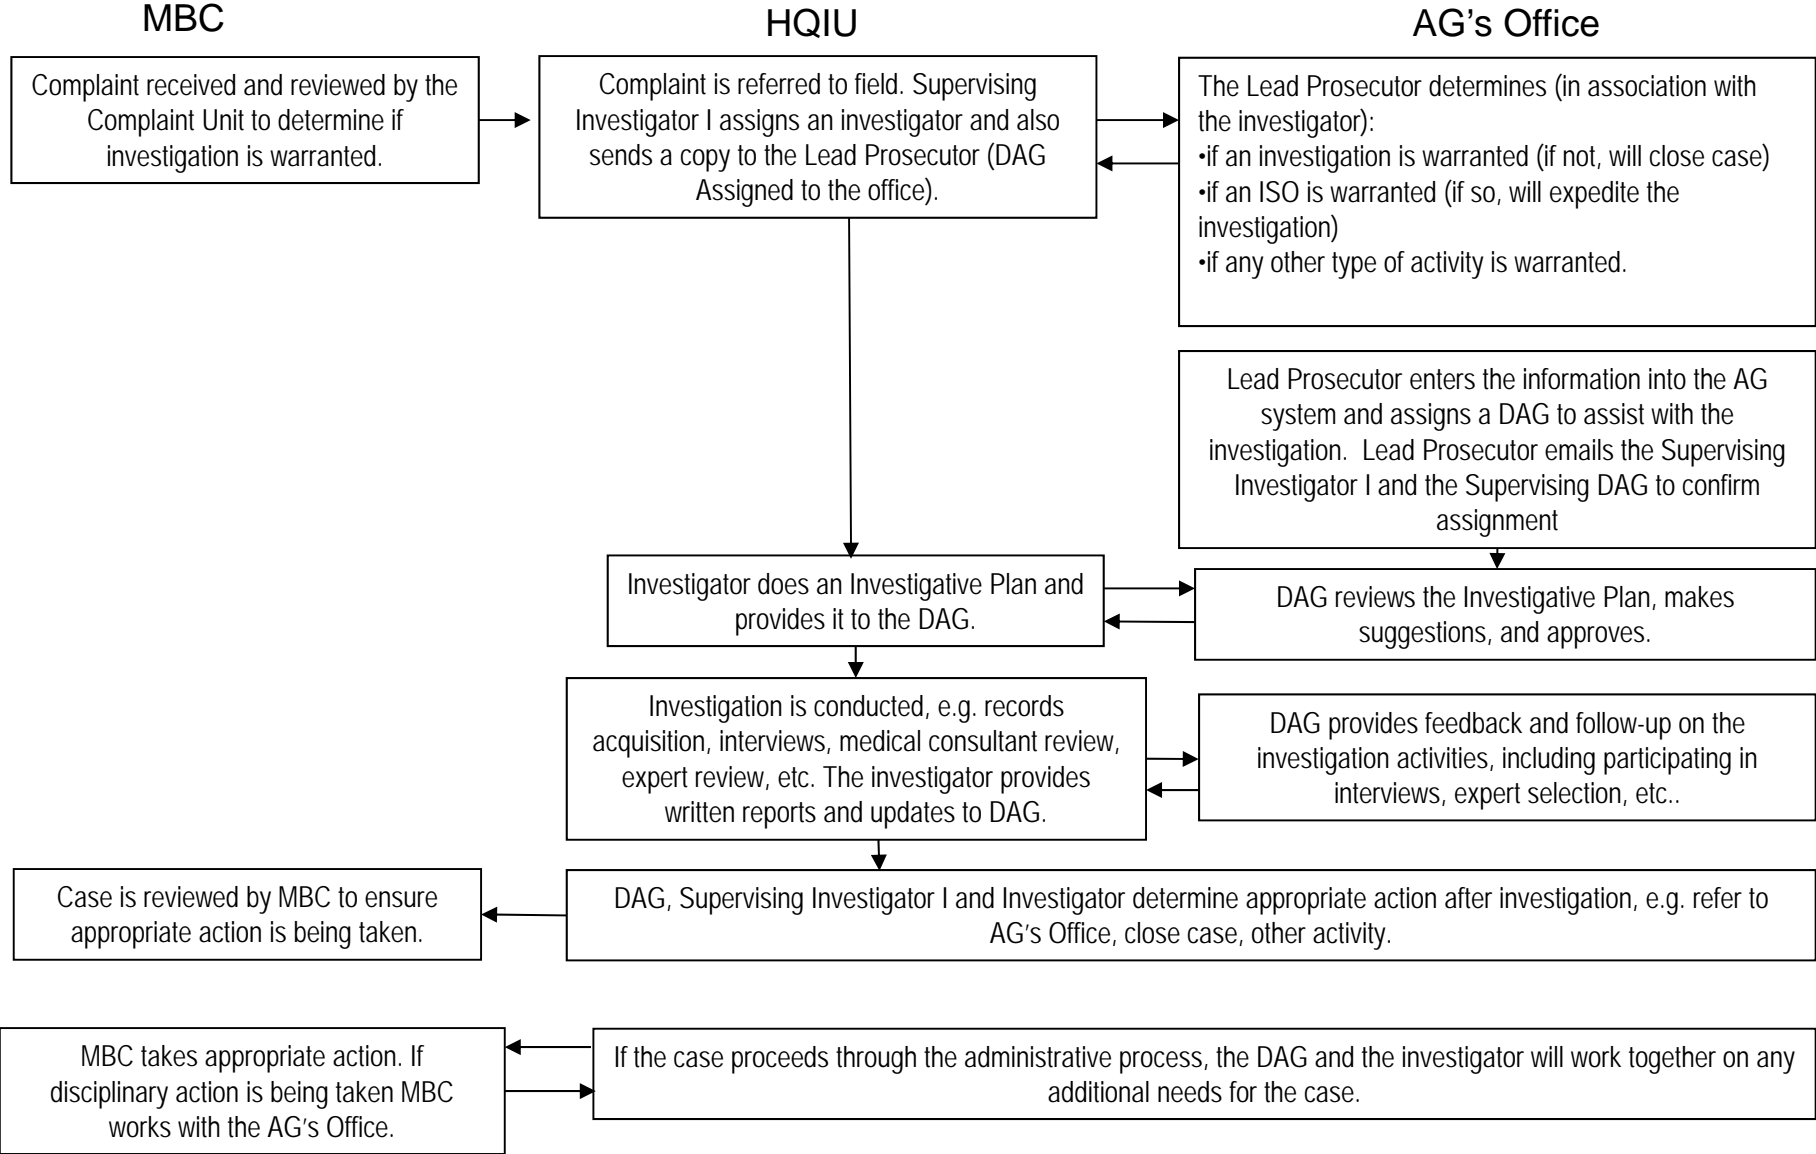 MBC
HQIU
AG's Office
Complaint received and reviewed by the
Complaint Unit to determine if
investigation is warranted.
Complaint is referred to field. Supervising
Investigator I assigns an investigator and also
sends a copy to the Lead Prosecutor (DAG
Assigned to the office).
The Lead Prosecutor determines (in association with
the investigator):
•if an investigation is warranted (if not, will close case)
•if an ISO is warranted (if so, will expedite the
investigation)
•if any other type of activity is warranted.
Lead Prosecutor enters the information into the AG
system and assigns a DAG to assist with the
investigation.  Lead Prosecutor emails the Supervising
Investigator I and the Supervising DAG to confirm
assignment
Investigator does an Investigative Plan and
provides it to the DAG.
DAG reviews the Investigative Plan, makes
suggestions, and approves.
Investigation is conducted, e.g. records
acquisition, interviews, medical consultant review,
expert review, etc. The investigator provides
written reports and updates to DAG.
DAG provides feedback and follow-up on the
investigation activities, including participating in
interviews, expert selection, etc..
Case is reviewed by MBC to ensure
appropriate action is being taken.
DAG, Supervising Investigator I and Investigator determine appropriate action after investigation, e.g. refer to
AG's Office, close case, other activity.
MBC takes appropriate action. If
disciplinary action is being taken MBC
works with the AG's Office.
If the case proceeds through the administrative process, the DAG and the investigator will work together on any
additional needs for the case.